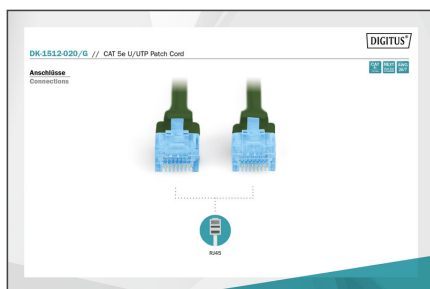 DIGITUS®
DK-1512-020/G // CAT 5e U/UTP Patch Cord
Anschlüsse
Connections
RJ45